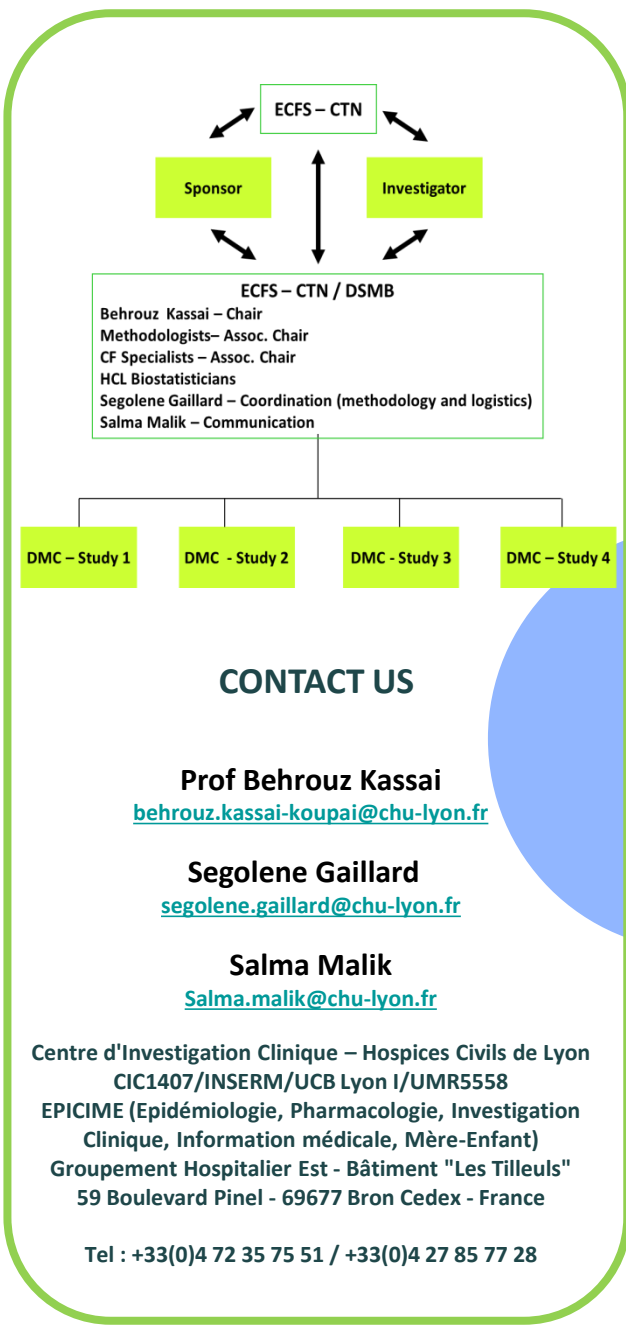 ECFS – CTN
Sponsor
Investigator
ECFS – CTN / DSMB
Behrouz Kassai – Chair
Methodologists– Assoc. Chair
CF Specialists – Assoc. Chair
HCL Biostatisticians
Segolene Gaillard – Coordination (methodology and logistics)
Salma Malik – Communication
DMC – Study 1
DMC - Study 2
DMC - Study 3
DMC – Study 4
CONTACT US
Prof Behrouz Kassai
behrouz.kassai-koupai@chu-lyon.fr
Segolene Gaillard
segolene.gaillard@chu-lyon.fr
Salma Malik
Salma.malik@chu-lyon.fr
Centre d'Investigation Clinique – Hospices Civils de Lyon
CIC1407/INSERM/UCB Lyon I/UMR5558
EPICIME (Epidémiologie, Pharmacologie, Investigation
Clinique, Information médicale, Mère-Enfant)
Groupement Hospitalier Est - Bâtiment "Les Tilleuls"
59 Boulevard Pinel - 69677 Bron Cedex - France
Tel : +33(0)4 72 35 75 51 / +33(0)4 27 85 77 28